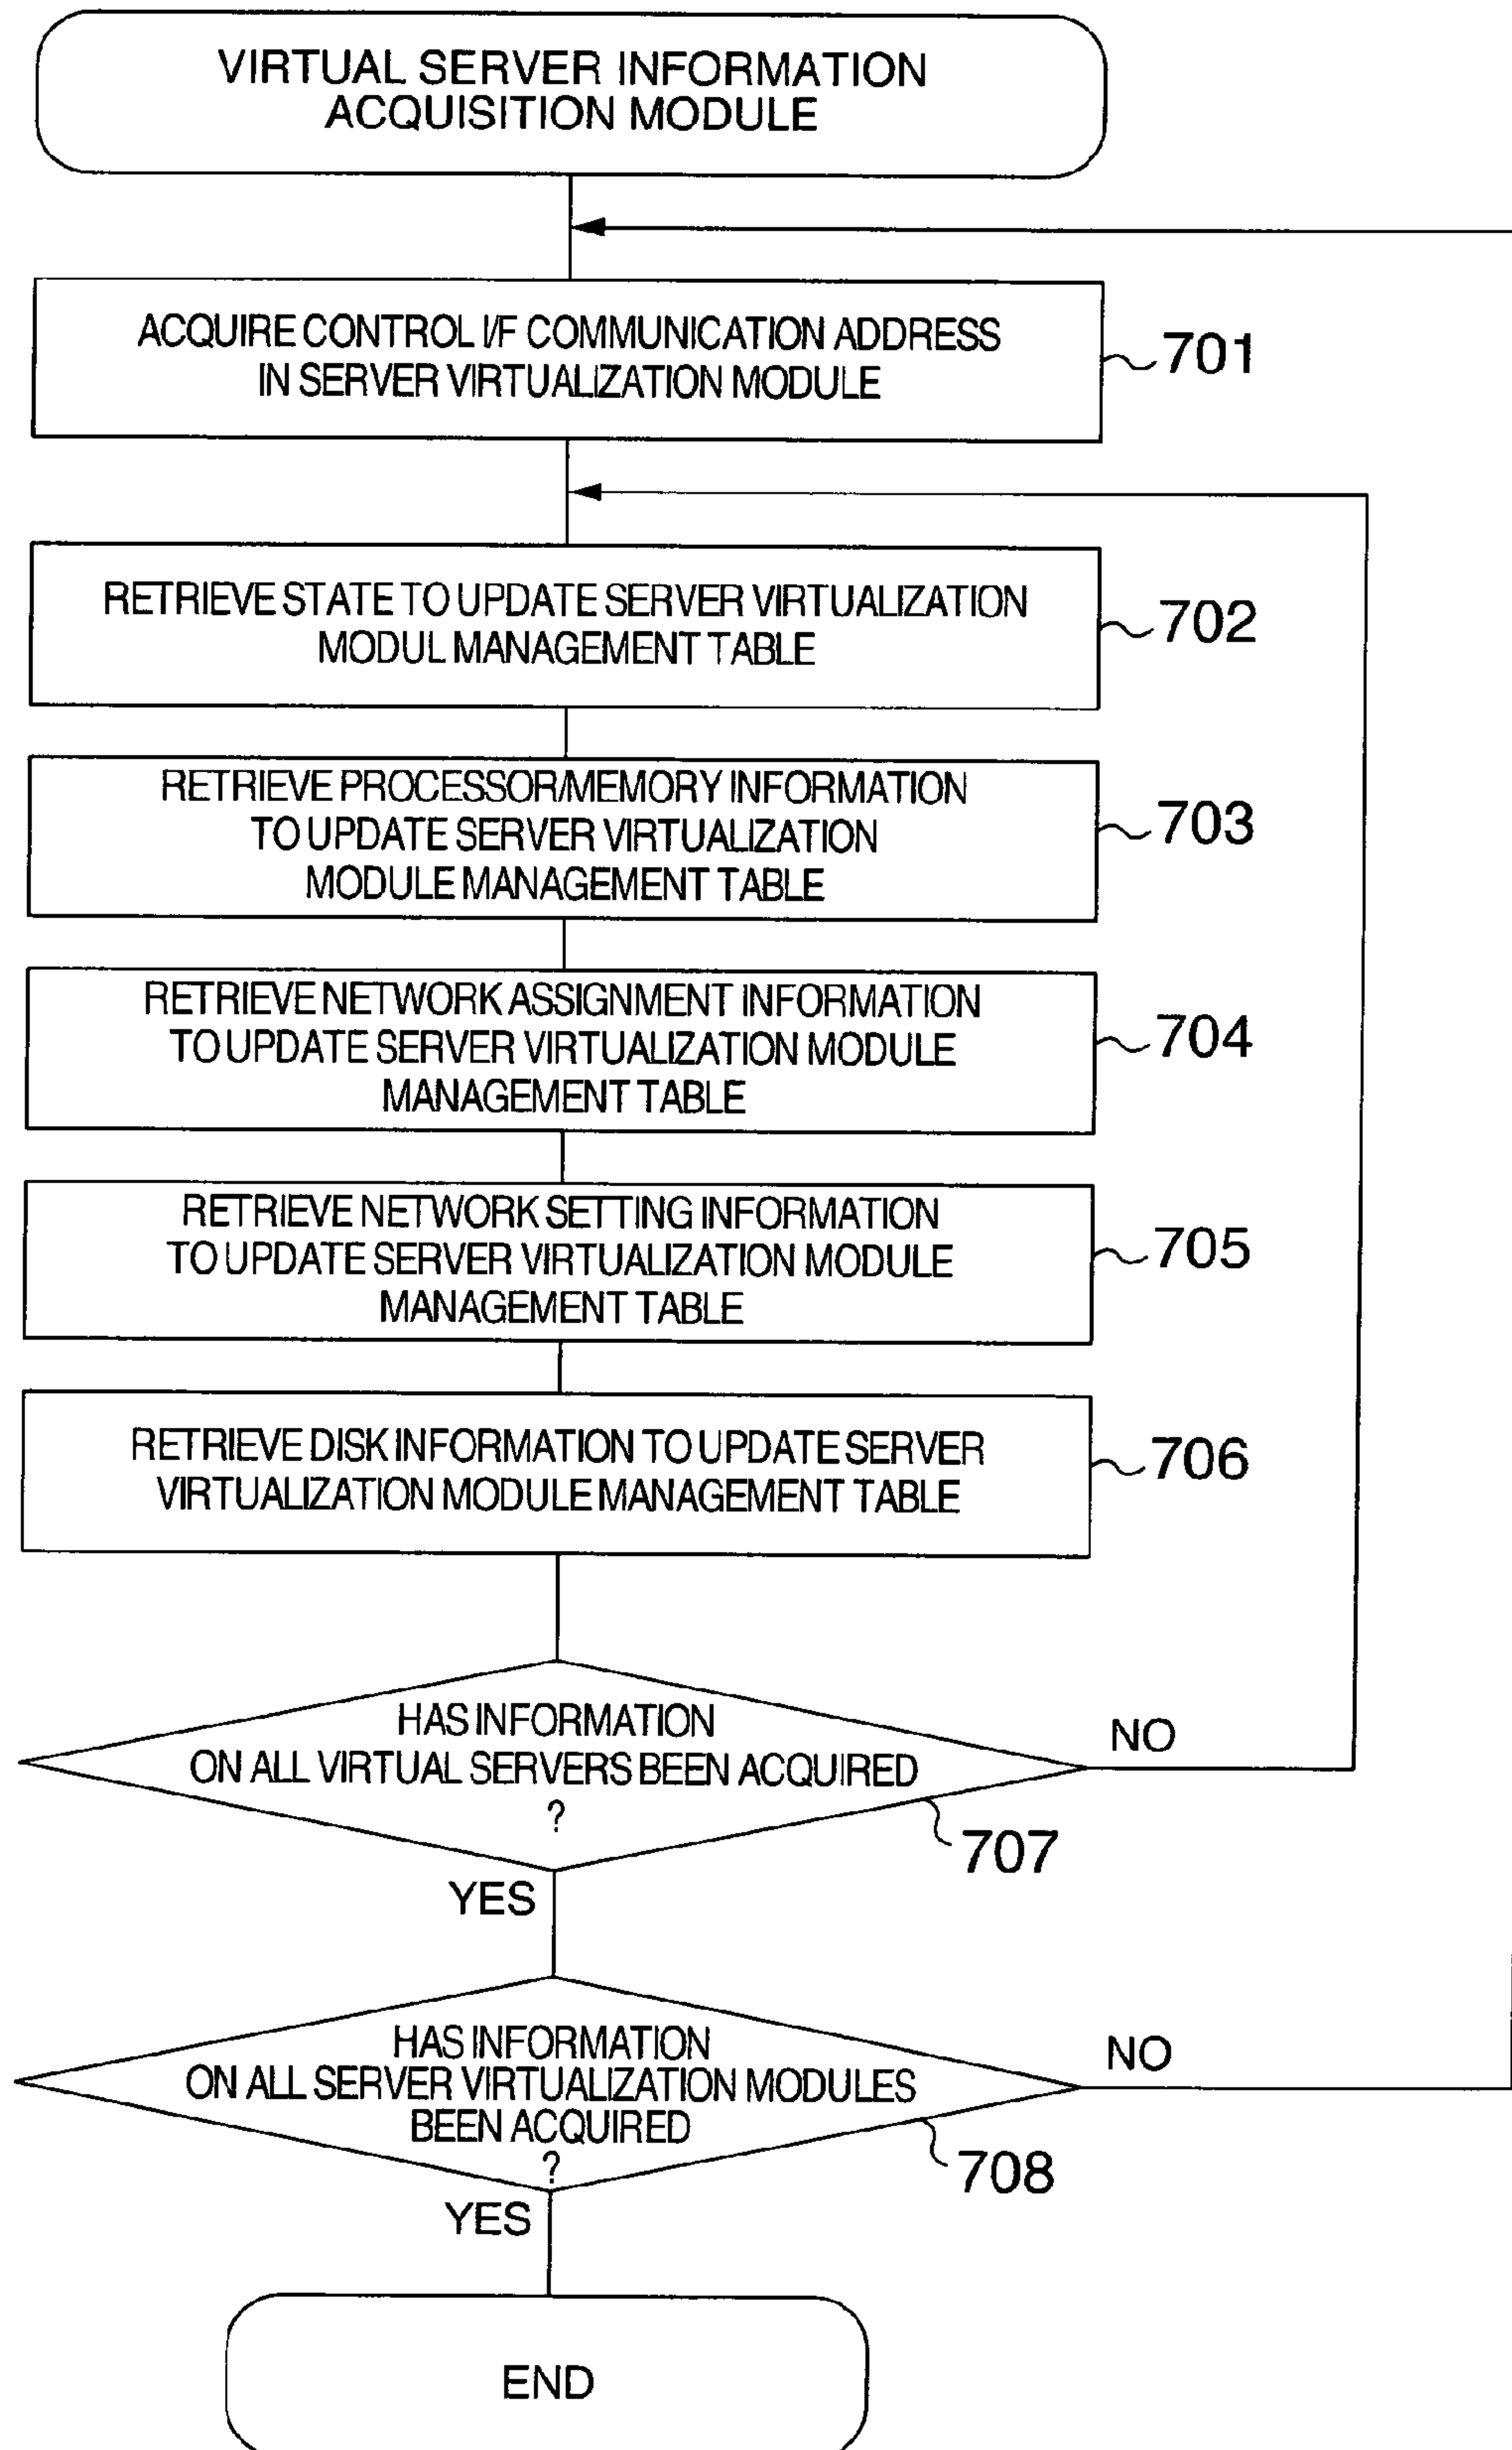 VIRTUAL SERVER INFORMATION
ACQUISITION MODULE
ACQUIRE CONTROL I/F COMMUNICATION ADDRESS
IN SERVER VIRTUALIZATION MODULE
701
RETRIEVE STATE TO UPDATE SERVER VIRTUALIZATION
MODUL MANAGEMENT TABLE
702
RETRIEVE PROCESSOR/MEMORY INFORMATION
TO UPDATE SERVER VIRTUALIZATION
MODULE MANAGEMENT TABLE
703
RETRIEVE NETWORK ASSIGNMENT INFORMATION
TO UPDATE SERVER VIRTUALIZATION MODULE
MANAGEMENT TABLE
704
RETRIEVE NETWORK SETTING INFORMATION
TO UPDATE SERVER VIRTUALIZATION MODULE
MANAGEMENT TABLE
705
RETRIEVE DISK INFORMATION TO UPDATE SERVER
VIRTUALIZATION MODULE MANAGEMENT TABLE
706
HAS INFORMATION
ON ALL VIRTUAL SERVERS BEEN ACQUIRED
?
NO
707
YES
HAS INFORMATION
ON ALL SERVER VIRTUALIZATION MODULES
BEEN ACQUIRED
?
NO
708
YES
END